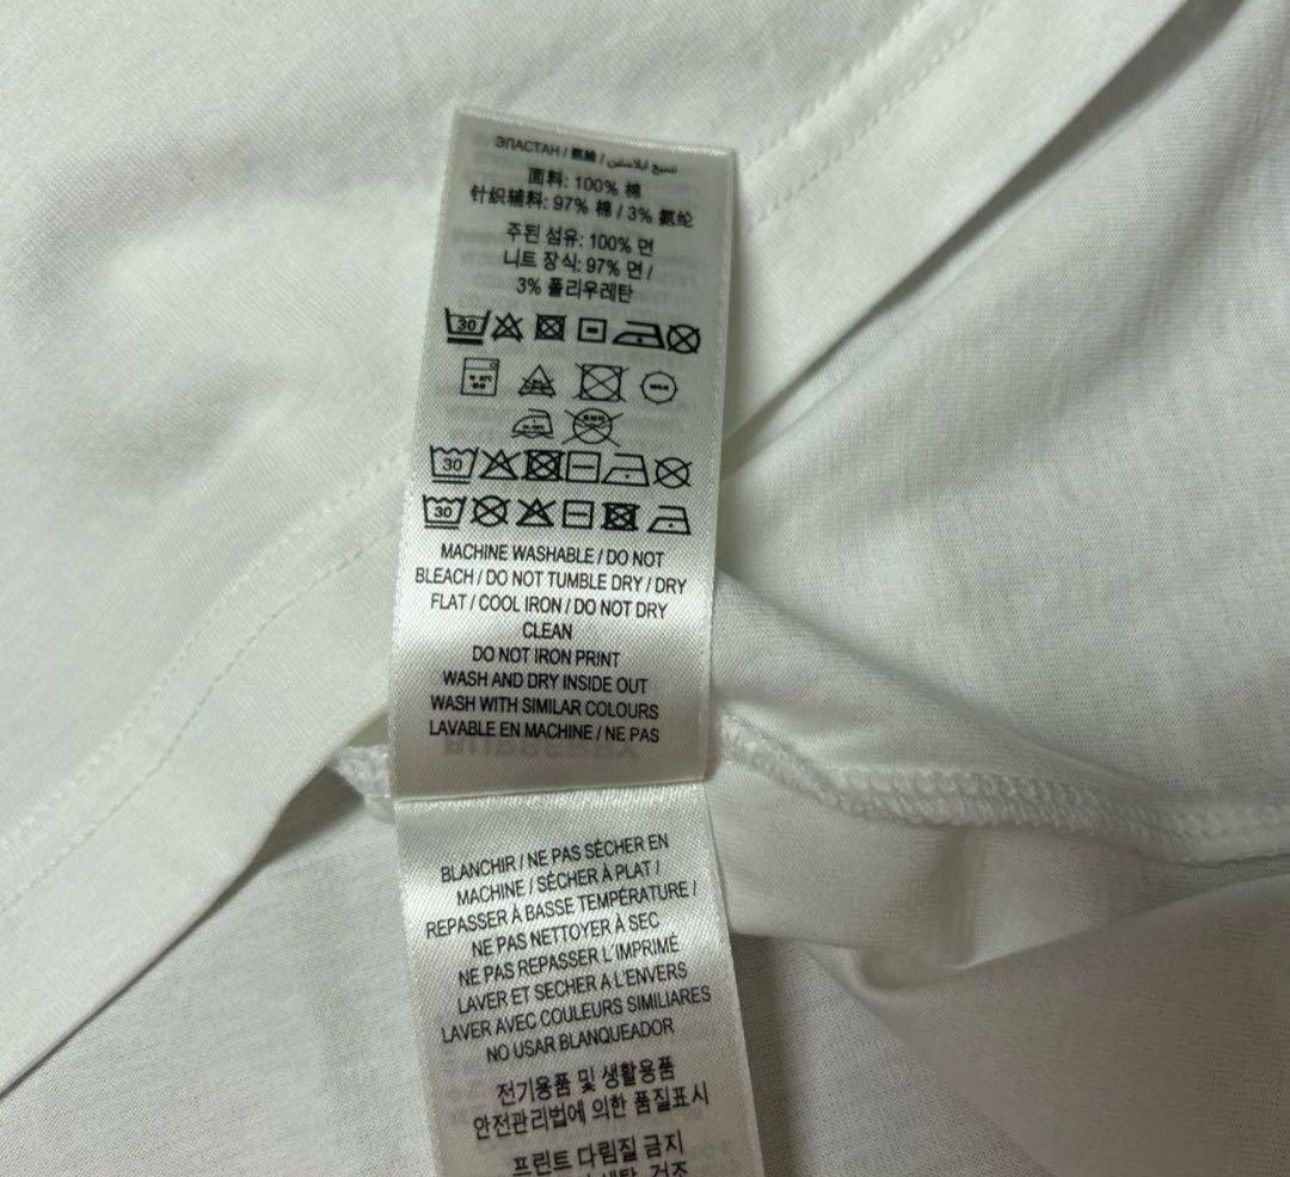 ЭЛАСТАН / 氨綸 / نسيج ايلاستين
面料: 100% 棉
针织辅料: 97% 棉 / 3% 氨纶
주된 섬유: 100% 면
니트 장식: 97% 면 /
3% 폴리우레탄
30
30
30
MACHINE WASHABLE / DO NOT
BLEACH / DO NOT TUMBLE DRY / DRY
FLAT / COOL IRON / DO NOT DRY
CLEAN
DO NOT IRON PRINT
WASH AND DRY INSIDE OUT
WASH WITH SIMILAR COLOURS
LAVABLE EN MACHINE / NE PAS
BLANCHIR / NE PAS SÉCHER EN
MACHINE / SÉCHER À PLAT /
REPASSER À BASSE TEMPÉRATURE /
NE PAS NETTOYER À SEC
NE PAS REPASSER L´IMPRIMÉ
LAVER ET SECHER A L'ENVERS
LAVER AVEC COULEURS SIMILIARES
NO USAR BLANQUEADOR
전기용품 및 생활용품
안전관리법에 의한 품질표시
프린트 다림질 금지